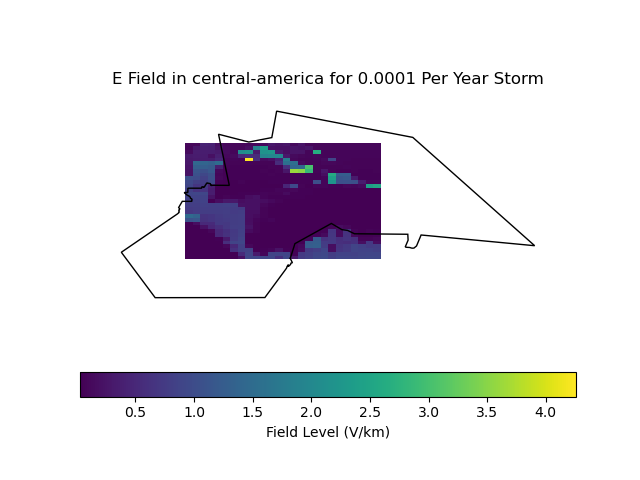 E Field in central-america for 0.0001 Per Year Storm
0.5 1.0 1.5 2.0 2.5 3.0 3.5 4.0
Field Level (V/km)